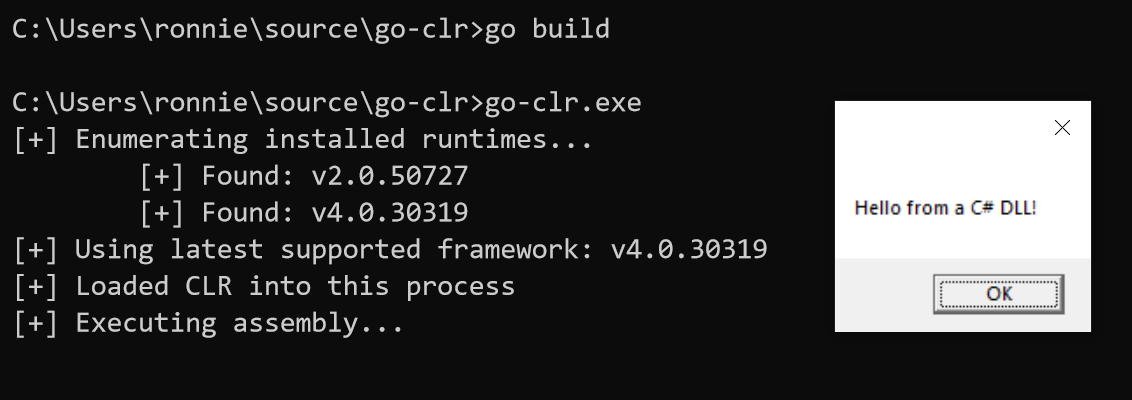 C:\Users\ronnie\source\go-clr>go build
C:\Users\ronnie\source\go-clr>go-clr.exe
[+] Enumerating installed runtimes...
[+] Found: v2.0.50727
[+] Found: v4.0.30319
[+] Using latest supported framework: v4.0.30319
[+] Loaded CLR into this process
[+] Executing assembly...
Hello from a C# DLL!
OK